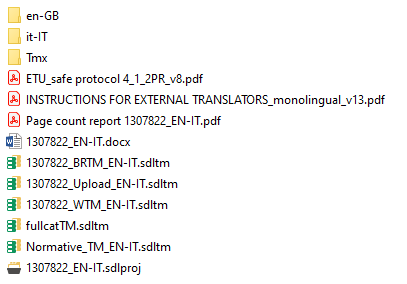 en-GB
it-IT
Tmx
ETU_safe protocol 4_1_2PR_v8.pdf
INSTRUCTIONS FOR EXTERNAL TRANSLATORS_monolingual_v13.pdf
Page count report 1307822_EN-IT.pdf
1307822_EN-IT.docx
1307822_BRTM_EN-IT.sdltm
1307822_Upload_EN-IT.sdltm
1307822_WTM_EN-IT.sdltm
fullcatTM.sdltm
Normative_TM_EN-IT.sdltm
1307822_EN-IT.sdlproj